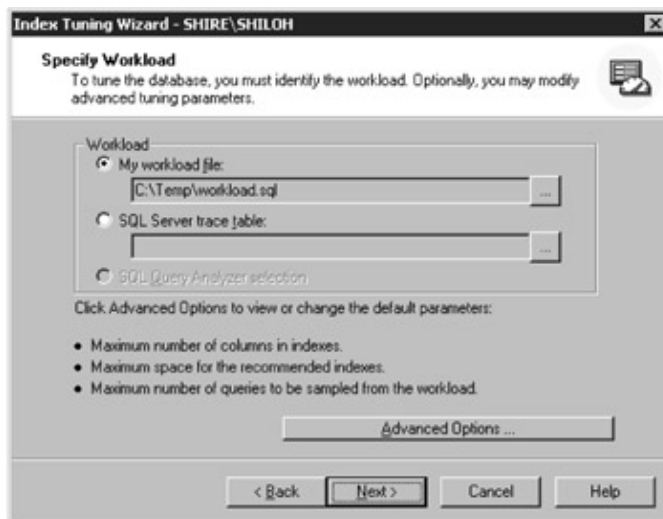 Index Tuning Wizard - SHIRE\SHILOH
Specify Workload
To tune the database, you must identify the workload. Optionally, you may modify
advanced tuning parameters.
Workload
My workload file:
C:\Temp\workload.sql
...
SQL Server trace table:
...
SQL Query Analyzer selection
Click Advanced Options to view or change the default parameters:
• Maximum number of columns in indexes.
• Maximum space for the recommended indexes.
• Maximum number of queries to be sampled from the workload.
Advanced Options ...
< Back Next > Cancel Help